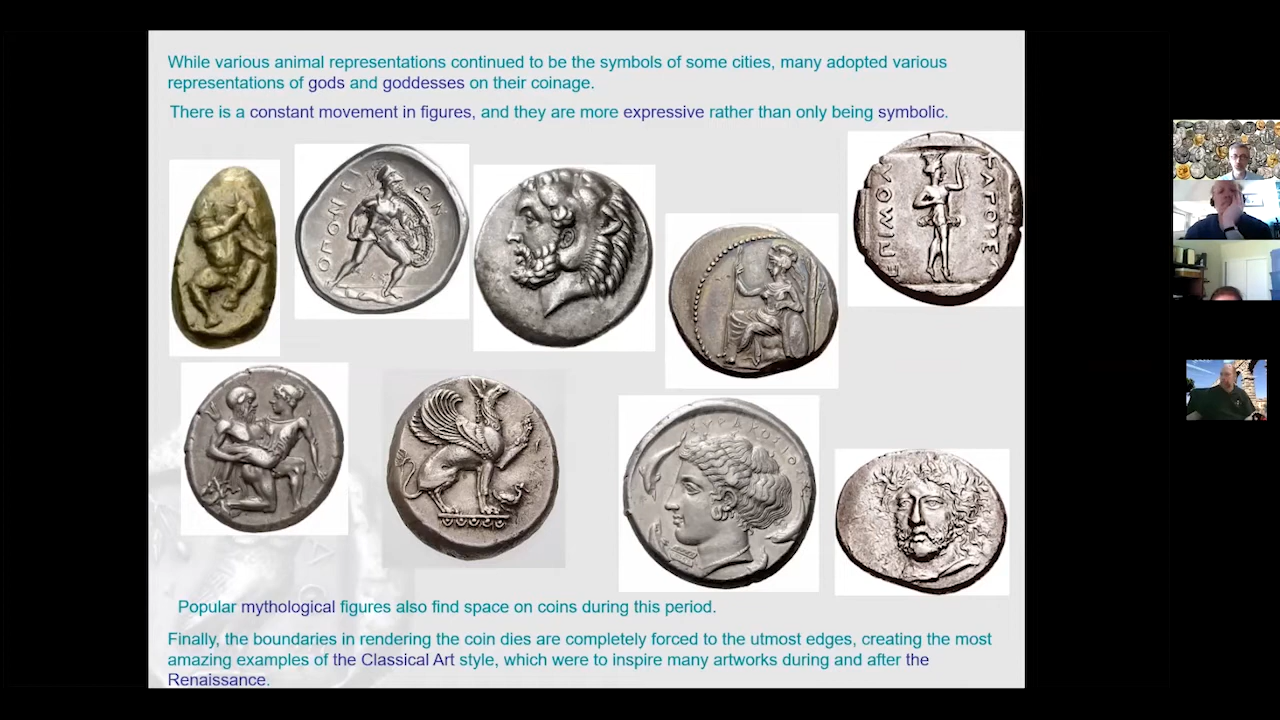 While various animal representations continued to be the symbols of some cities, many adopted various
representations of gods and goddesses on their coinage.
There is a constant movement in figures, and they are more expressive rather than only being symbolic.
ΟΠΟΝΤΙ
ΩΝ
ΣΥΡΑΚΟΣΙΟΣ
Popular mythological figures also find space on coins during this period.
Finally, the boundaries in rendering the coin dies are completely forced to the utmost edges, creating the most
amazing examples of the Classical Art style, which were to inspire many artworks during and after the
Renaissance.